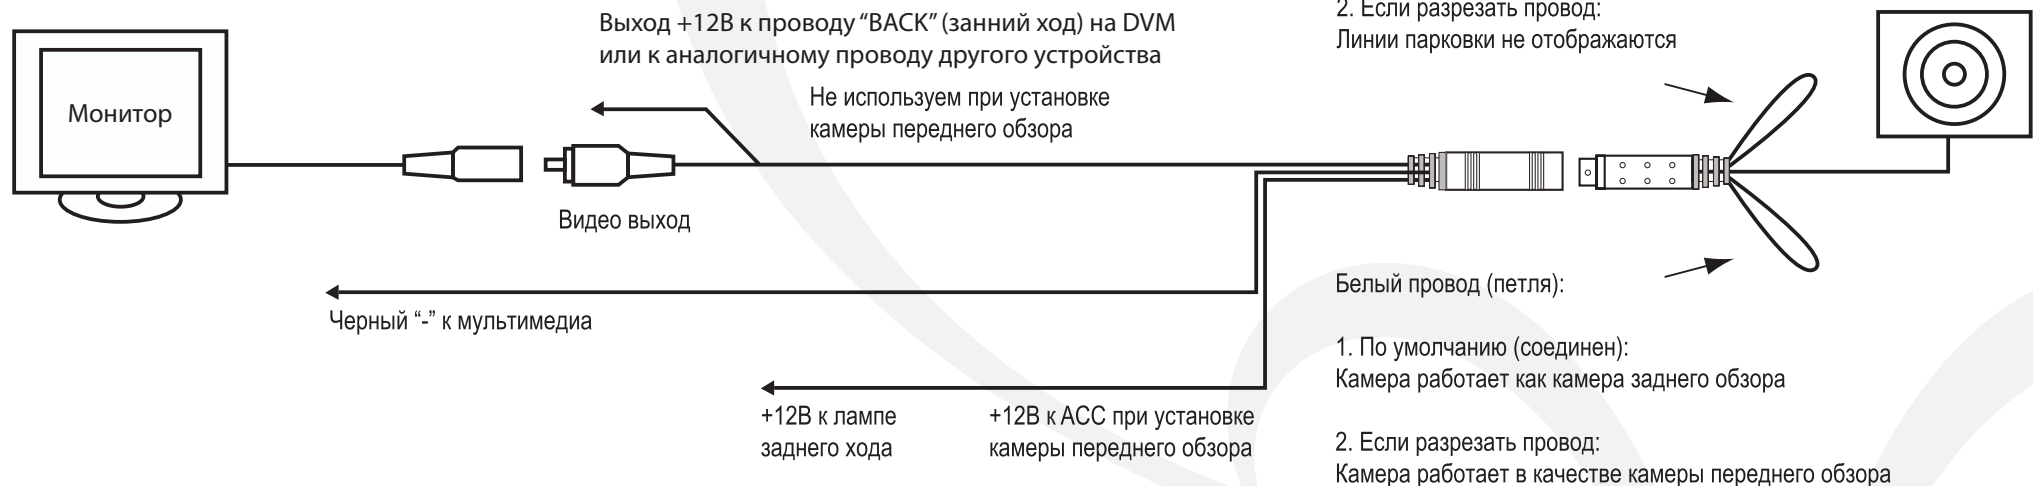 Выход +12В к проводу “BACK” (занний ход) на DVM
или к аналогичному проводу другого устройства
2. Если разрезать провод:
Линии парковки не отображаются
Монитор
Не используем при установке
камеры переднего обзора
Видео выход
Черный “-” к мультимедиа
+12В к лампе
заднего хода
+12В к АСС при установке
камеры переднего обзора
Белый провод (петля):
1. По умолчанию (соединен):
Камера работает как камера заднего обзора
2. Если разрезать провод:
Камера работает в качестве камеры переднего обзора